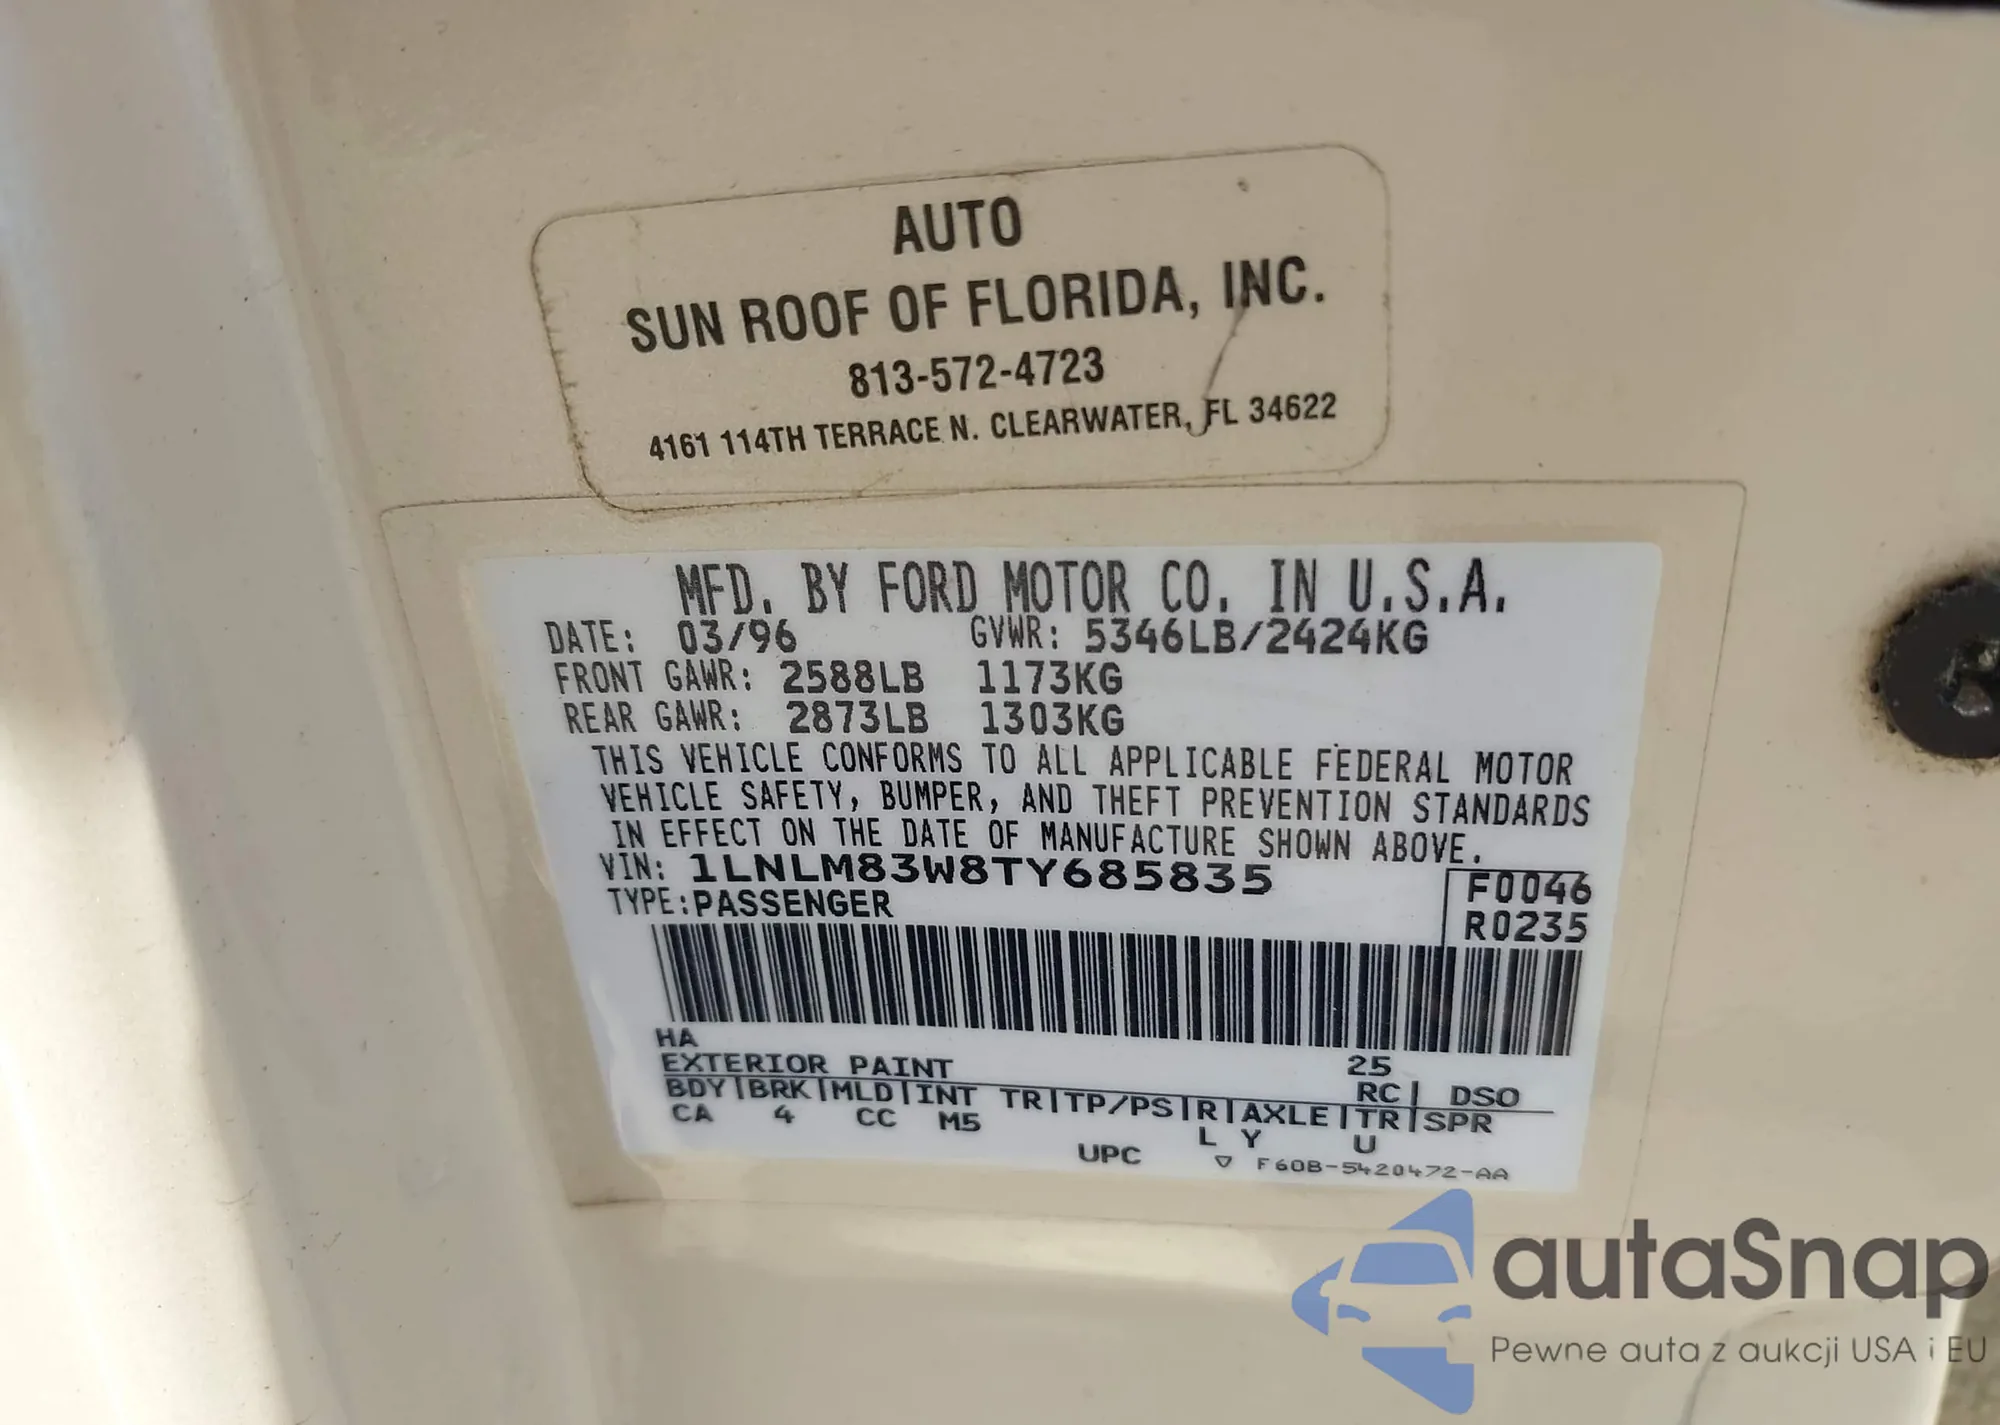 AUTO
SUN ROOF OF FLORIDA, INC.
813-572-4723
4161 114TH TERRACE N. CLEARWATER, FL 34622
MFD. BY FORD MOTOR CO. IN U.S.A.
DATE: 03/96 GVWR: 5346LB/2424KG
FRONT GAWR: 2588LB 1173KG
REAR GAWR: 2873LB 1303KG
THIS VEHICLE CONFORMS TO ALL APPLICABLE FEDERAL MOTOR
VEHICLE SAFETY, BUMPER, AND THEFT PREVENTION STANDARDS
IN EFFECT ON THE DATE OF MANUFACTURE SHOWN ABOVE.
VIN: 1LNLM83W8TY685835
TYPE: PASSENGER
F0046
R0235
HA
EXTERIOR PAINT 25 RC| DSO
BDY|BRK|MLD|INT TR|TP/PS|R|AXLE|TR|SPR
CA 4 CC M5 L Y U
UPC ▽ F60B-5420472-AA
autaSnap
Pewne auta z aukcji USA i EU